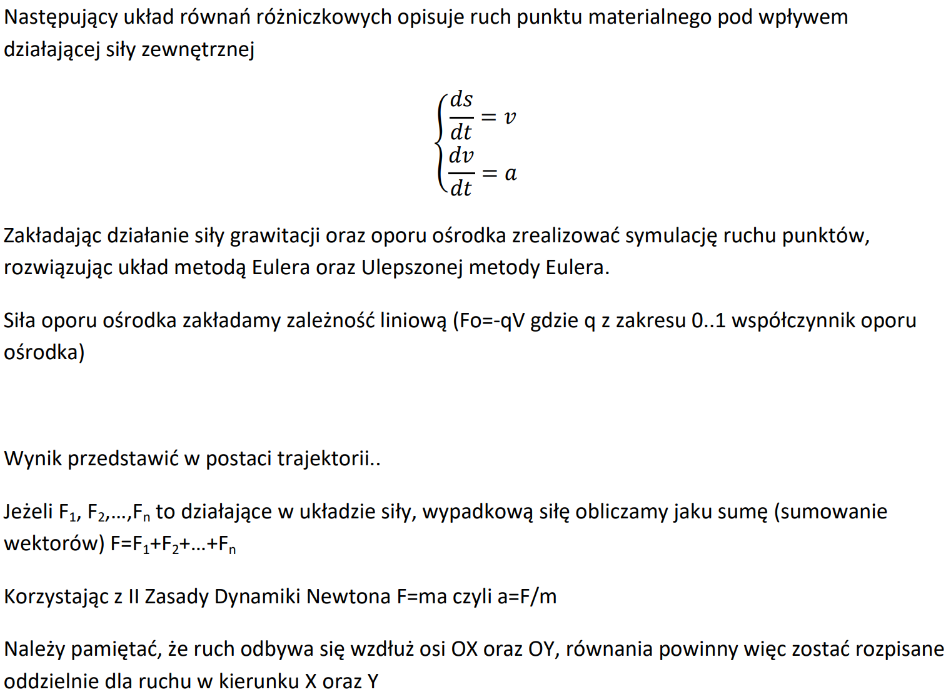 Następujący układ równań różniczkowych opisuje ruch punktu materialnego pod wpływem
działającej siły zewnętrznej
ds/dt = v
dv/dt = a
Zakładając działanie siły grawitacji oraz oporu ośrodka zrealizować symulację ruchu punktów,
rozwiązując układ metodą Eulera oraz Ulepszonej metody Eulera.
Siła oporu ośrodka zakładamy zależność liniową (Fo=-qV gdzie q z zakresu 0..1 współczynnik oporu
ośrodka)
Wynik przedstawić w postaci trajektorii..
Jeżeli F₁, F₂,...,Fₙ to działające w układzie siły, wypadkową siłę obliczamy jaku sumę (sumowanie
wektorów) F=F₁+F₂+...+Fₙ
Korzystając z II Zasady Dynamiki Newtona F=ma czyli a=F/m
Należy pamiętać, że ruch odbywa się wzdłuż osi OX oraz OY, równania powinny więc zostać rozpisane
oddzielnie dla ruchu w kierunku X oraz Y